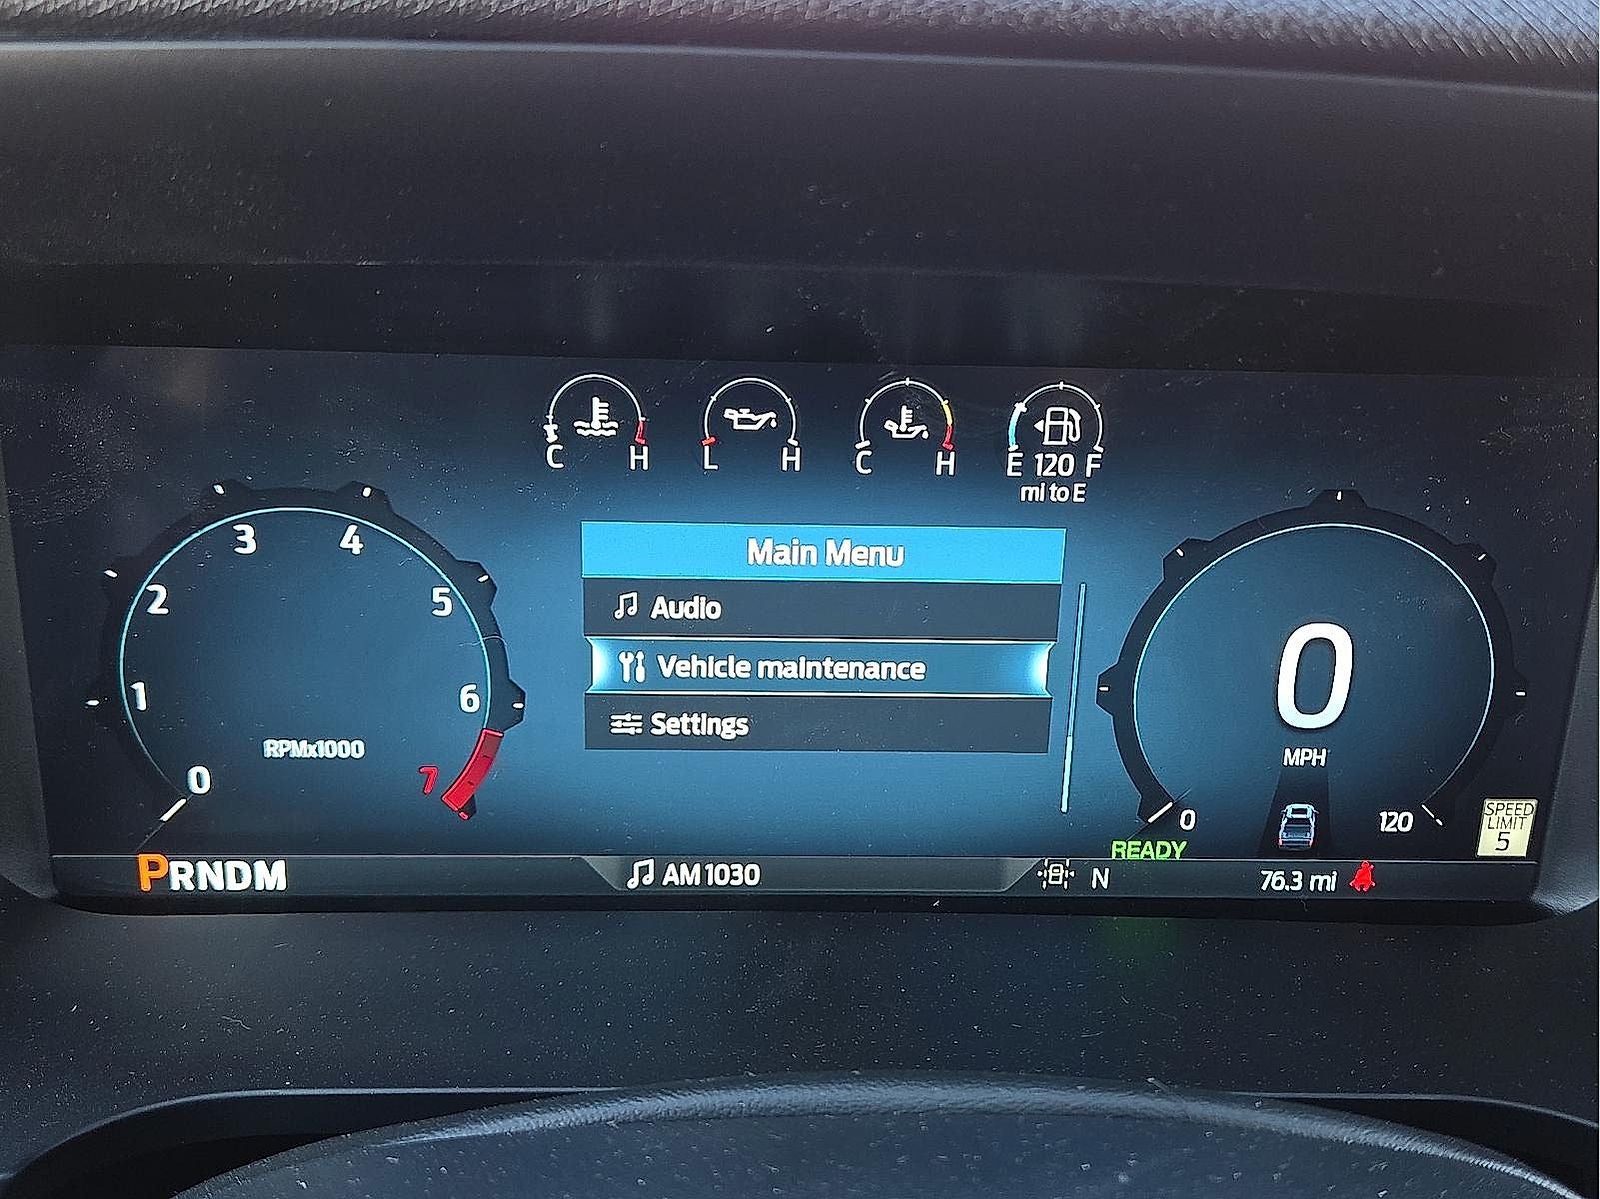 C H
L H
C H
E 120 F
mi to E
Main Menu
Audio
Vehicle maintenance
Settings
0
1
2
3
4
5
6
7
RPMx1000
0
MPH
0
120
SPEED
LIMIT
5
READY
PRNDM
AM 1030
N
76.3 mi